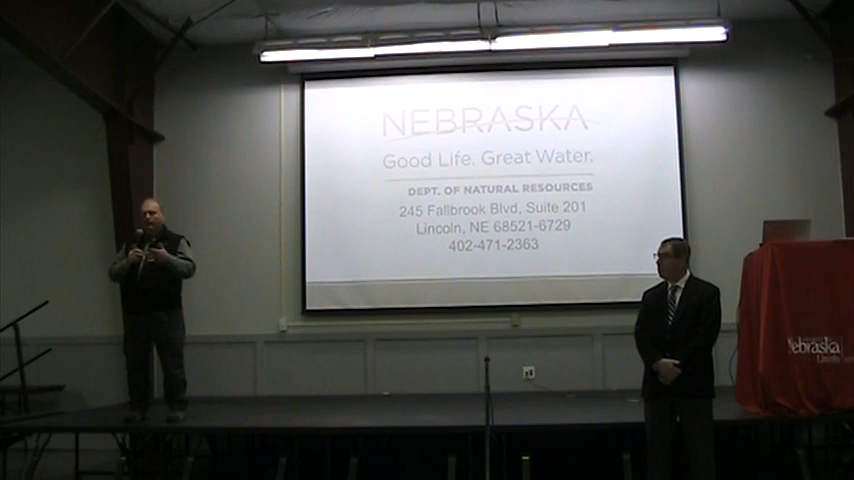 NEBRASKA
Good Life. Great Water.
DEPT. OF NATURAL RESOURCES
245 Fallbrook Blvd, Suite 201
Lincoln, NE 68521-6729
402-471-2363
Nebraska
Lincoln